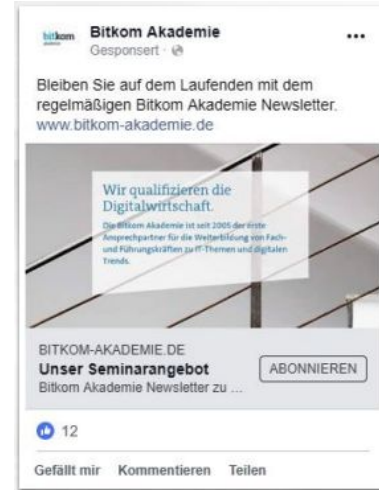 bitkom
akademie
Bitkom Akademie
Gesponsert ·
Bleiben Sie auf dem Laufenden mit dem
regelmäßigen Bitkom Akademie Newsletter.
www.bitkom-akademie.de
Wir qualifizieren die
Digitalwirtschaft.
Die Bitkom Akademie ist seit 2005 der erste
Ansprechpartner für die Weiterbildung von Fach-
und Führungskräften zu IT-Themen und digitalen
Trends.
BITKOM-AKADEMIE.DE
Unser Seminarangebot
Bitkom Akademie Newsletter zu ...
ABONNIEREN
12
Gefällt mir Kommentieren Teilen